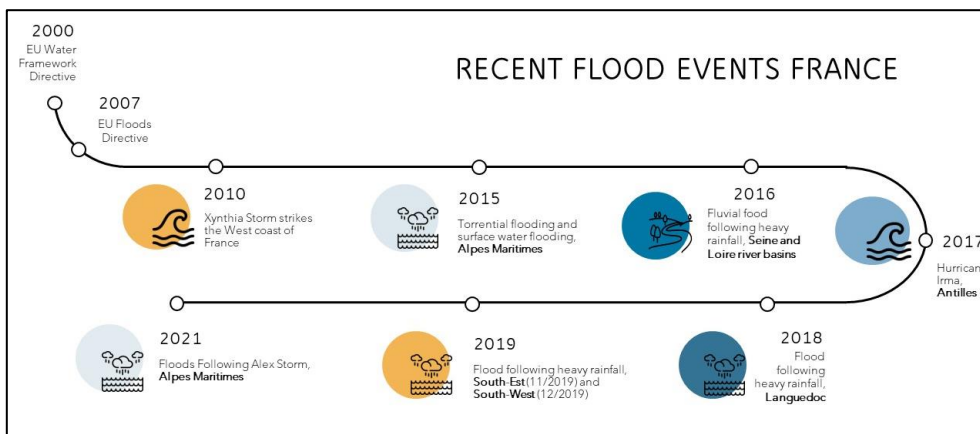 RECENT FLOOD EVENTS FRANCE
2000
EU Water
Framework
Directive
2007
EU Floods
Directive
2010
Xynthia Storm strikes
the West coast of
France
2015
Torrential flooding and
surface water flooding,
Alpes Maritimes
2016
Fluvial food
following heavy
rainfall, Seine and
Loire river basins
2017
Hurrican
Irma,
Antilles
2018
Flood
following
heavy rainfall,
Languedoc
2019
Flood following heavy rainfall,
South-Est (11/2019) and
South-West (12/2019)
2021
Floods Following Alex Storm,
Alpes Maritimes